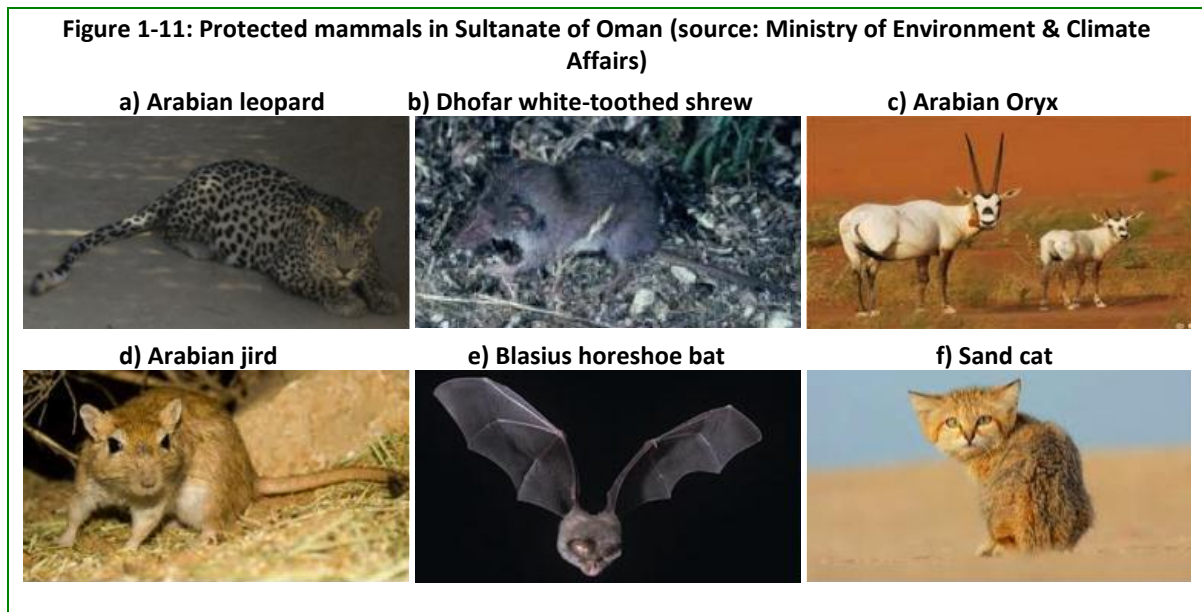 Figure 1-11: Protected mammals in Sultanate of Oman (source: Ministry of Environment & Climate
Affairs)
a) Arabian leopard
b) Dhofar white-toothed shrew
c) Arabian Oryx
d) Arabian jird
e) Blasius horeshoe bat
f) Sand cat